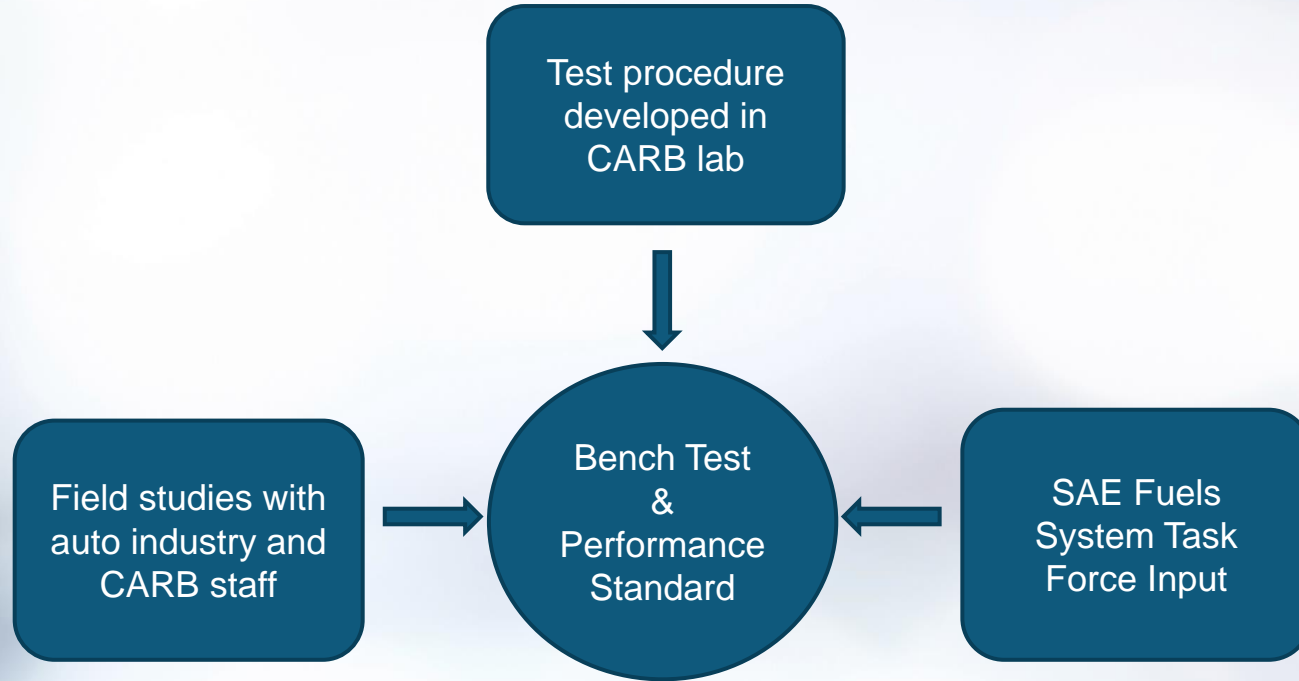 Test procedure
developed in
CARB lab
Field studies with
auto industry and
CARB staff
Bench Test
&
Performance
Standard
SAE Fuels
System Task
Force Input